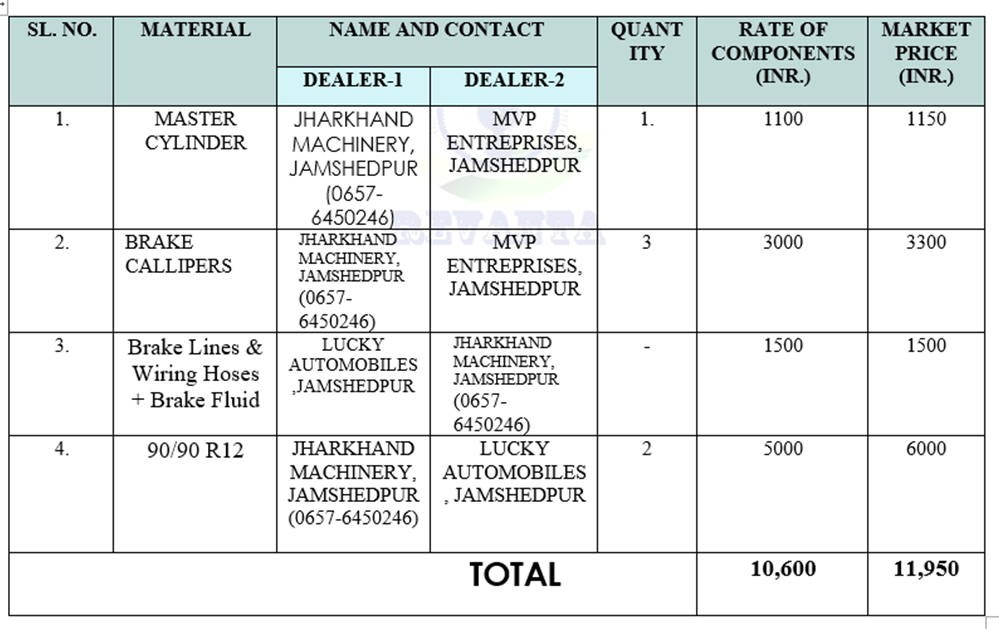 SL. NO. MATERIAL NAME AND CONTACT QUANT RATE OF MARKET
ITY COMPONENTS PRICE
(INR.) (INR.)
DEALER-1 DEALER-2
1. MASTER JHARKHAND MVP 1. 1100 1150
CYLINDER MACHINERY, ENTREPRISES,
JAMSHEDPUR JAMSHEDPUR
(0657-
6450246)
REVANTA
2. BRAKE JHARKHAND MVP 3 3000 3300
CALLIPERS MACHINERY, ENTREPRISES,
JAMSHEDPUR JAMSHEDPUR
(0657-
6450246)
3. Brake Lines & LUCKY JHARKHAND - 1500 1500
Wiring Hoses AUTOMOBILES MACHINERY,
+ Brake Fluid ,JAMSHEDPUR JAMSHEDPUR
(0657-
6450246)
4. 90/90 R12 JHARKHAND LUCKY 2 5000 6000
MACHINERY, AUTOMOBILES
JAMSHEDPUR , JAMSHEDPUR
(0657-6450246)
TOTAL 10,600 11,950